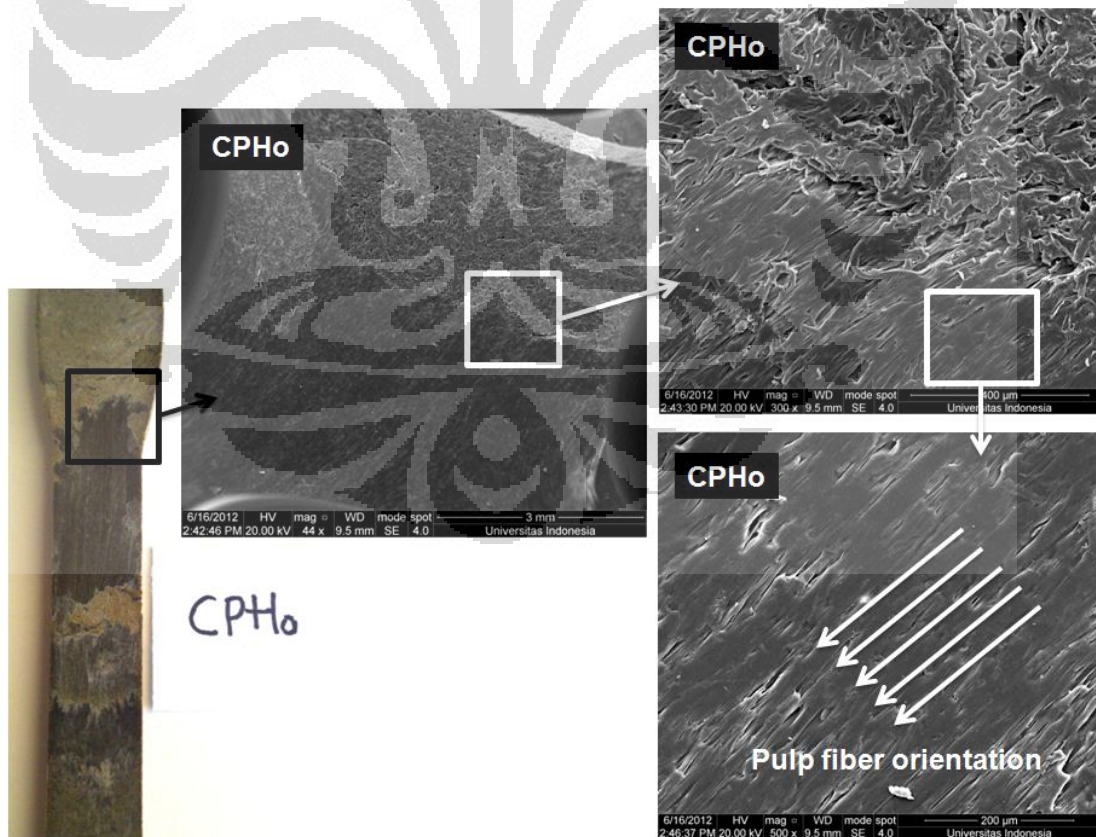 CPHo
6/16/2012 HV mag □ WD mode spot 3 mm
2:42:46 PM 20.00 kV 44 x 9.5 mm SE 4.0 Universitas Indonesia
CPHo
6/16/2012 HV mag □ WD mode spot 400 µm
2:43:30 PM 20.00 kV 300 x 9.5 mm SE 4.0 Universitas Indonesia
CPHo
Pulp fiber orientation
6/16/2012 HV mag □ WD mode spot 200 µm
2:46:37 PM 20.00 kV 500 x 9.5 mm SE 4.0 Universitas Indonesia
CPHo